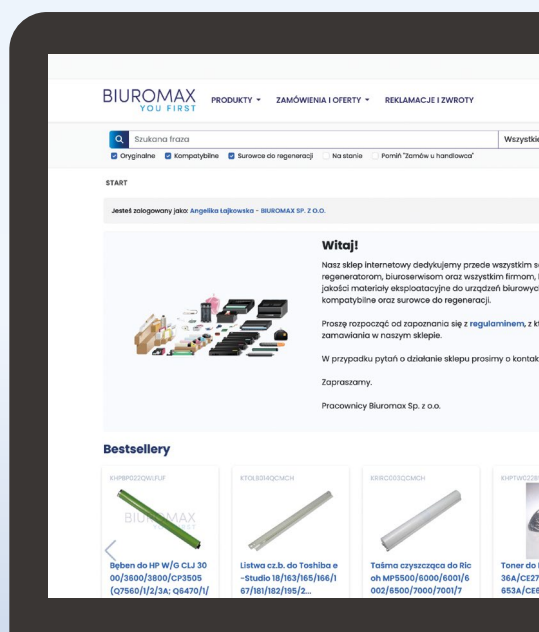 BIUROMAX
YOU FIRST
PRODUKTY
ZAMÓWIENIA I OFERTY
REKLAMACJE I ZWROTY
Szukana fraza
Wszystkie
Oryginalne Kompatybilne Surowce do regeneracji Na stanie Pomiń "Zamów u handlowca"
START
Jesteś zalogowany jako: Angelika Łajkowska - BIUROMAX SP. Z O.O.
Witaj!
Nasz sklep internetowy dedykujemy przede wszystkim
regeneratorom, biuroserwisom oraz wszystkim firmom,
jakości materiały eksploatacyjne do urządzeń biurowyc
kompatybilne oraz surowce do regeneracji.
Proszę rozpocząć od zapoznania się z regulaminem, z
zamawiania w naszym sklepie.
W przypadku pytań o działanie sklepu prosimy o kontak
Zapraszamy.
Pracownicy Biuromax Sp. z o.o.
Bestsellery
KTOLS014QCMCH
KRRC0113QCMCH
BIUROMAX
Bęben do HP W/G CLJ 30
00/3600/3800/CP3505
(Q7560/1/2/3A; Q6470/1/
Listwa cz.b. do Toshiba e
-Studio 18/163/165/166/1
67/181/182/195/2...
Taśma czyszcząca do Ric
oh MP5500/6000/6001/6
002/6500/7000/7001/7
Toner do
36A/CE27
653A/CE6